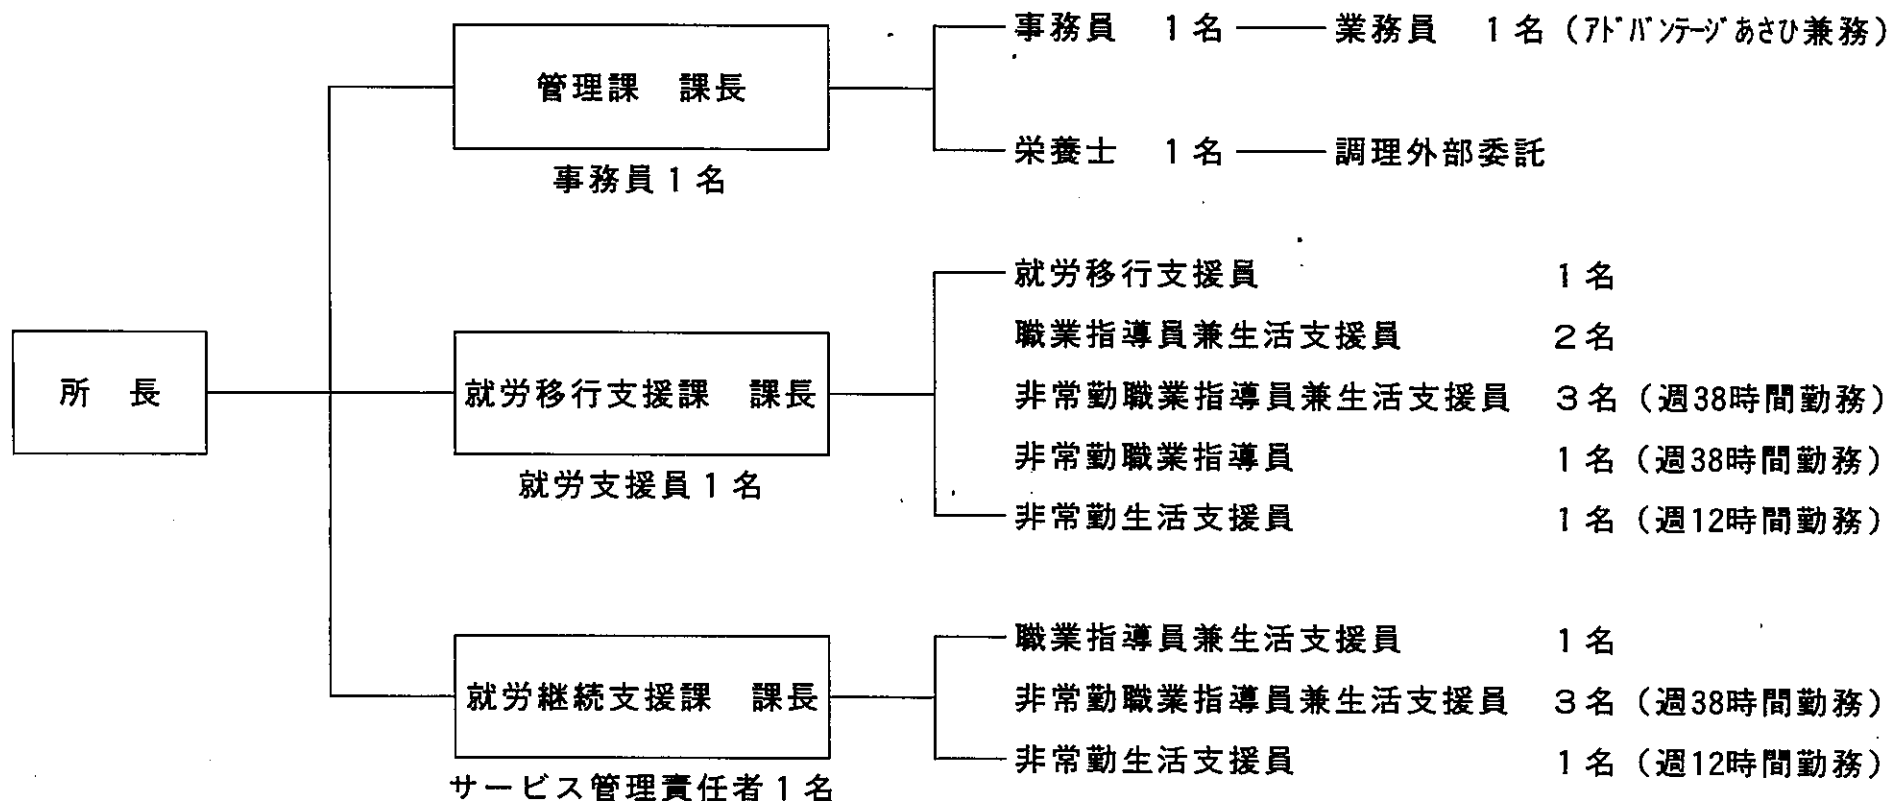 事務員　1名 ―― 業務員　1名（アドバンテージあさひ兼務）
管理課　課長
栄養士　1名 ―― 調理外部委託
事務員1名
就労移行支援員　1名
職業指導員兼生活支援員　2名
所　長
就労移行支援課　課長
非常勤職業指導員兼生活支援員　3名（週38時間勤務）
非常勤職業指導員　1名（週38時間勤務）
就労支援員1名
非常勤生活支援員　1名（週12時間勤務）
職業指導員兼生活支援員　1名
就労継続支援課　課長
非常勤職業指導員兼生活支援員　3名（週38時間勤務）
非常勤生活支援員　1名（週12時間勤務）
サービス管理責任者1名